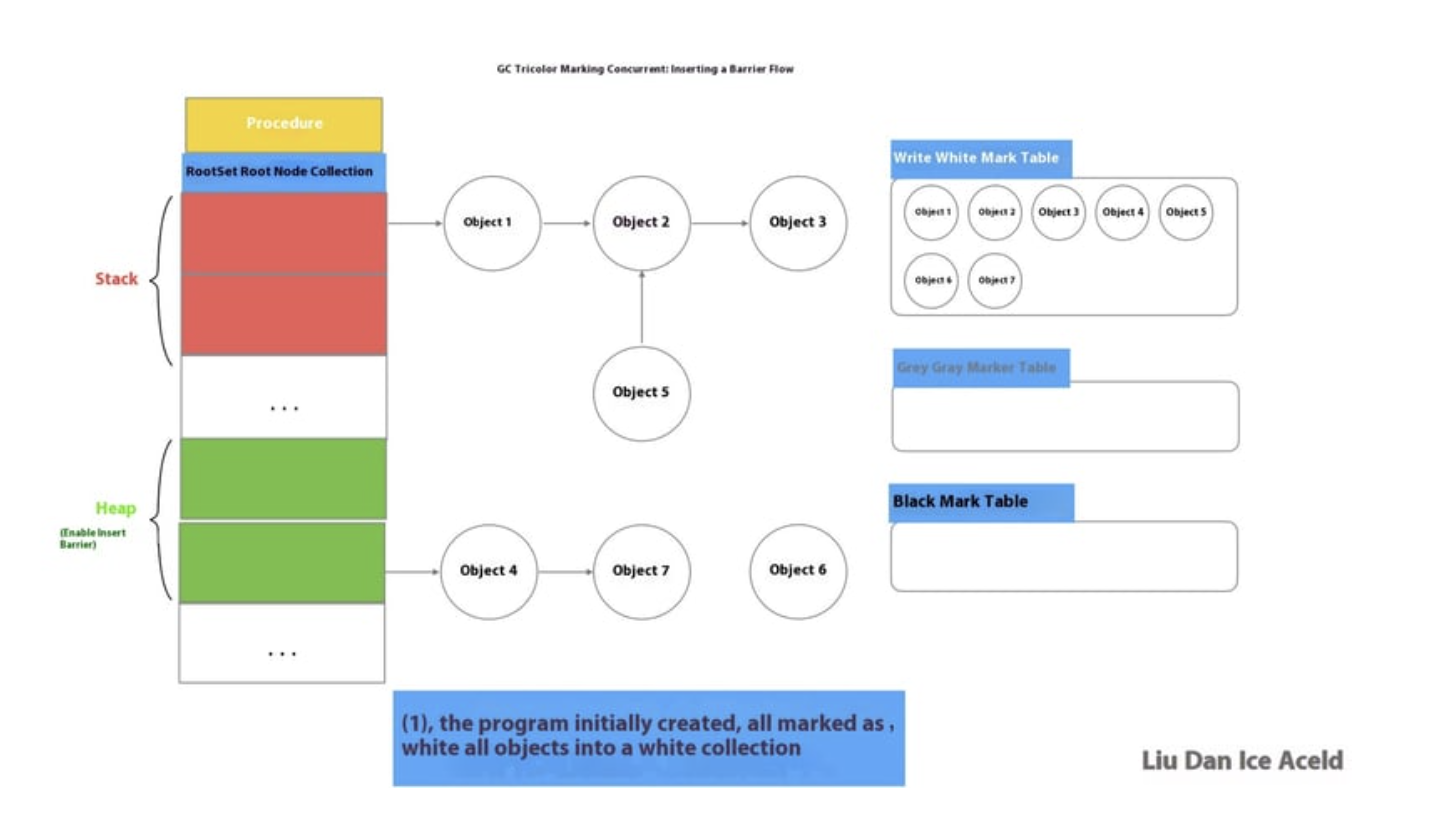 GC Tricolor Marking Concurrent: Inserting a Barrier Flow
Procedure
RootSet Root Node Collection
Stack
...
Heap
(Enable Insert
Barrier)
...
Object 1
Object 2
Object 3
Object 5
Object 4
Object 7
Object 6
Write White Mark Table
Object 1
Object 2
Object 3
Object 4
Object 5
Object 6
Object 7
Grey Gray Marker Table
Black Mark Table
(1), the program initially created, all marked as ,
white all objects into a white collection
Liu Dan Ice Aceld